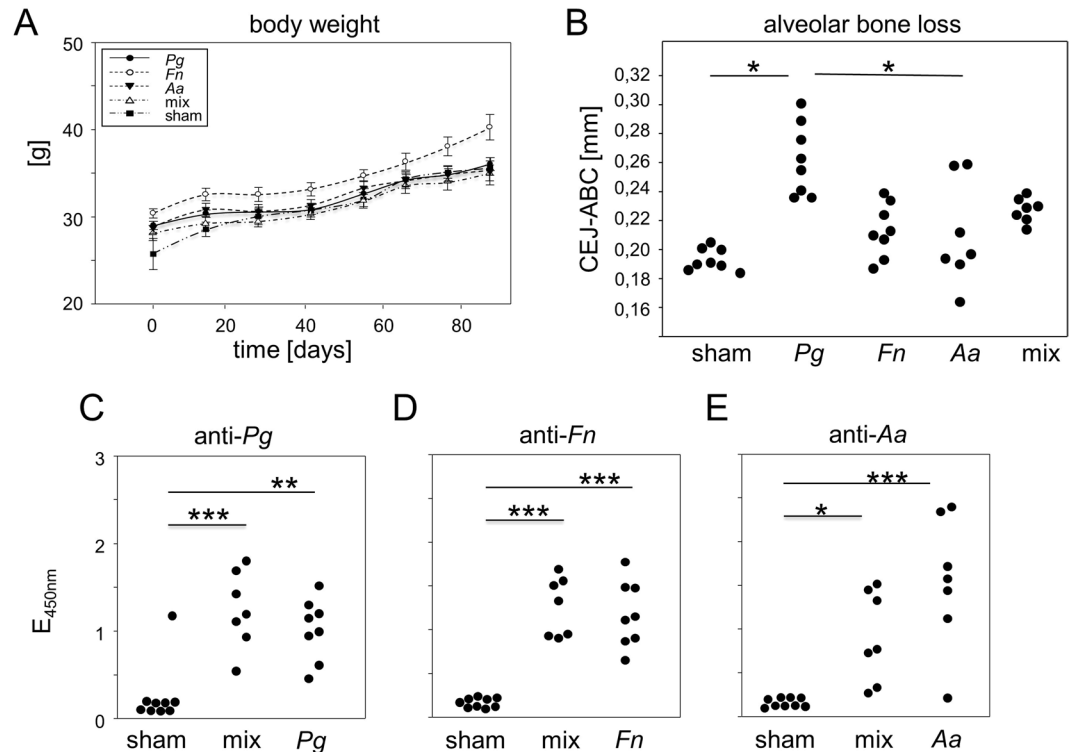 A
body weight
50
40
30
20
[g]
Pg
Fn
Aa
mix
sham
0 20 40 60 80
time [days]
B
alveolar bone loss
CEJ-ABC [mm]
0,32
0,30
0,28
0,26
0,24
0,22
0,20
0,18
0,16
* *
sham Pg Fn Aa mix
C
anti-Pg
E450nm
3
2
1
0
**
***
sham mix Pg
D
anti-Fn
***
***
sham mix Fn
E
anti-Aa
***
*
sham mix Aa